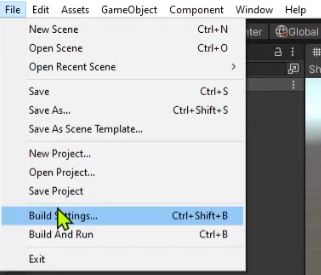 File Edit Assets GameObject Component Window Help
New Scene Ctrl+N
Open Scene Ctrl+O
Open Recent Scene >
Save Ctrl+S
Save As... Ctrl+Shift+S
Save As Scene Template...
New Project...
Open Project...
Save Project
Build Settings... Ctrl+Shift+B
Build And Run Ctrl+B
Exit
Global